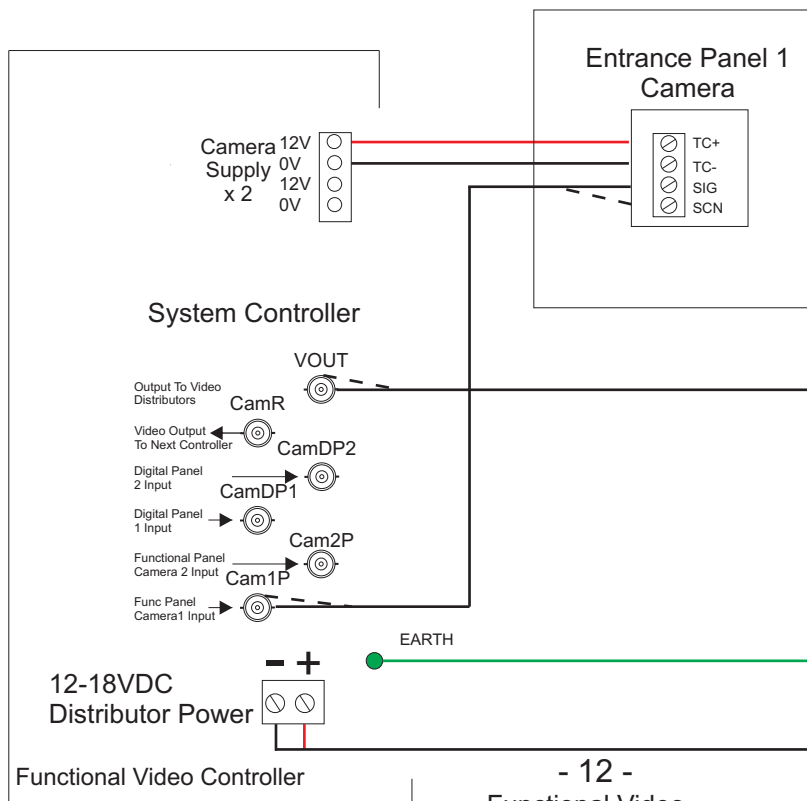 Entrance Panel 1
Camera
Camera
Supply
x 2
12V
0V
12V
0V
TC+
TC-
SIG
SCN
System Controller
VOUT
Output To Video
Distributors
CamR
Video Output
To Next Controller
CamDP2
Digital Panel
2 Input
CamDP1
Digital Panel
1 Input
Cam2P
Functional Panel
Camera 2 Input
Cam1P
Func Panel
Camera1 Input
EARTH
- +
12-18VDC
Distributor Power
Functional Video Controller
- 12 -
Functional Video